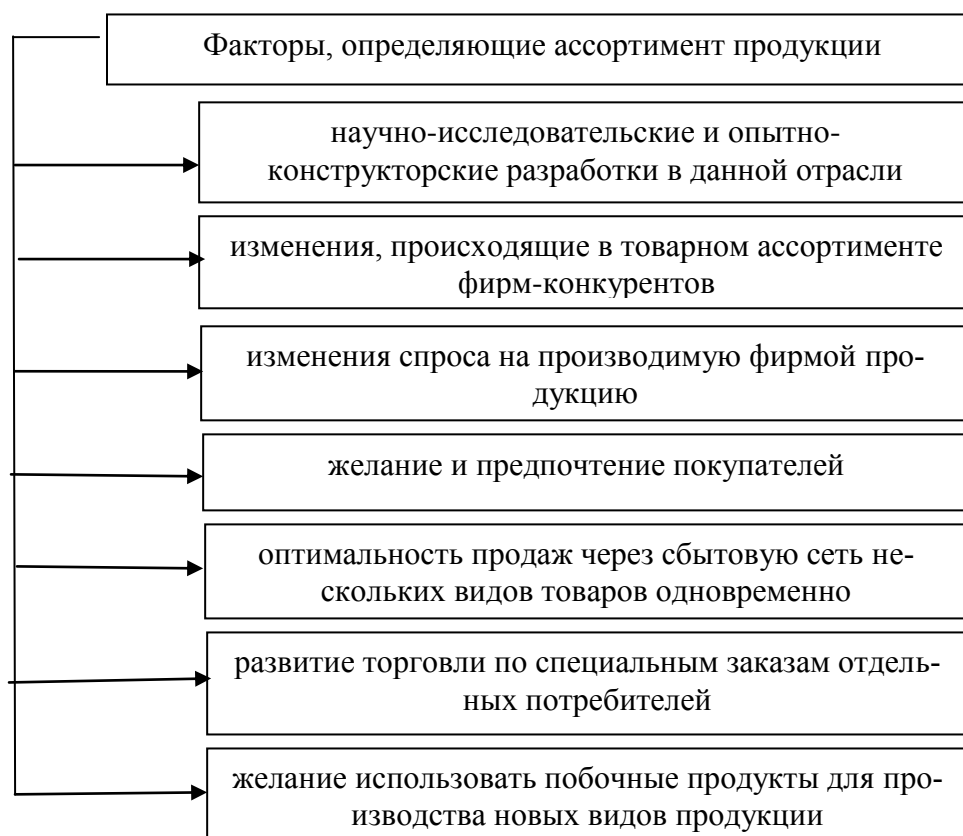 Факторы, определяющие ассортимент продукции
научно-исследовательские и опытно-
конструкторские разработки в данной отрасли
изменения, происходящие в товарном ассортименте
фирм-конкурентов
изменения спроса на производимую фирмой про-
дукцию
желание и предпочтение покупателей
оптимальность продаж через сбытовую сеть не-
скольких видов товаров одновременно
развитие торговли по специальным заказам отдель-
ных потребителей
желание использовать побочные продукты для про-
изводства новых видов продукции